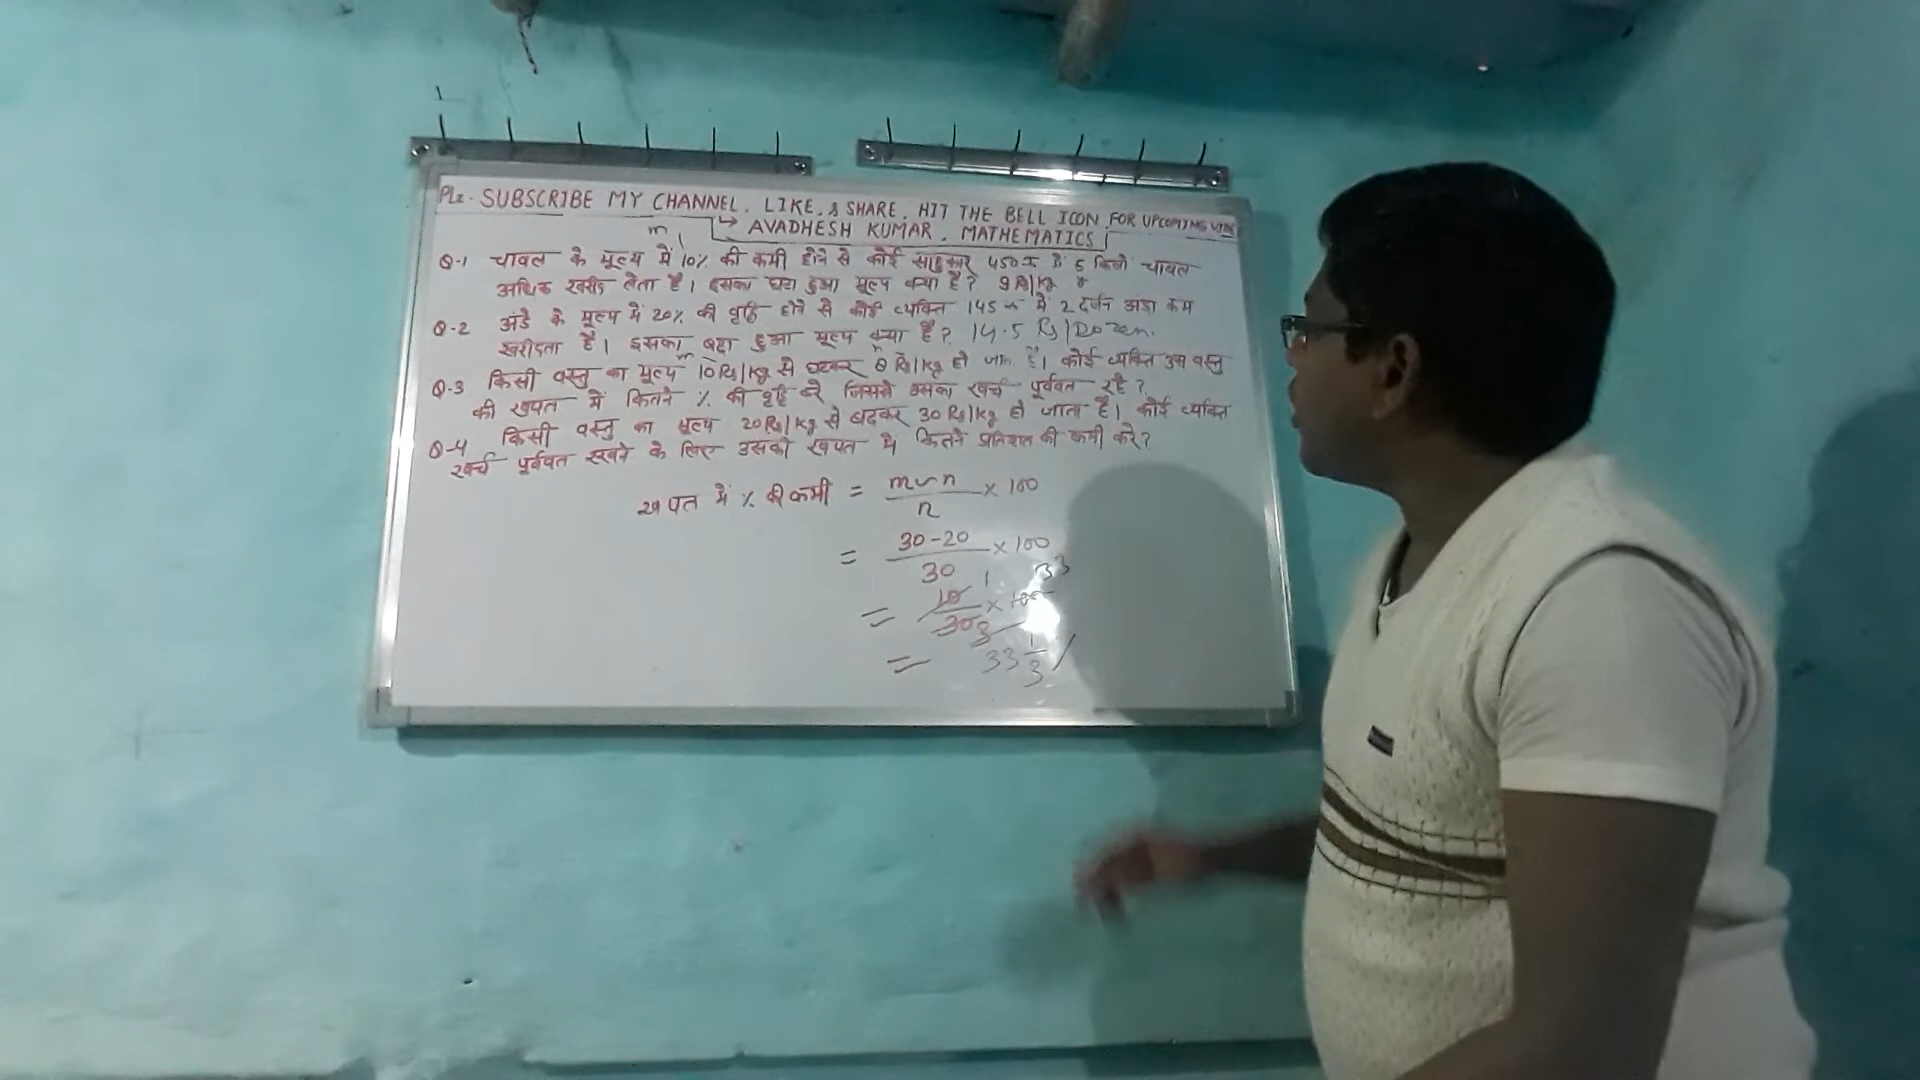 PLZ. SUBSCRIBE MY CHANNEL, LIKE, & SHARE, HIT THE BELL ICON FOR UPCOMING
↳ AVADHESH KUMAR, MATHEMATICS
m
Q-1 चावल के मूल्य में 10% की कमी होने से कोई साहुकार 450 रु में 5 किलो चावल
अधिक खरीद लेता है। इसका घटा हुआ मूल्य क्या है? 9 Rs/Kg
Q-2 अंडे के मूल्य में 20% की वृद्धि होने से कोई व्यक्ति 145 रु में 2 दर्जन अंडा कम
खरीदता है। इसका बढ़ा हुआ मूल्य क्या है? 14.5 Rs/Dozen.
m n
Q-3 किसी वस्तु का मूल्य 10 Rs/Kg से घटकर 8 Rs/Kg हो है। कोई व्यक्ति उस वस्तु
की खपत में कितने % की वृद्धि करे जिससे उसका खर्च पूर्ववत रहे?
Q-4 किसी वस्तु का मूल्य 20 Rs/Kg से बढ़कर 30 Rs/Kg हो जाता है। कोई व्यक्ति
खर्च पूर्ववत रखने के लिए उसकी खपत में कितने प्रतिशत की कमी करे?
खपत में % की कमी = m ~ n / n × 100
= 30-20 / 30 × 100
1 33
= 10 / 30 × 100
3
= 33 1/3 %